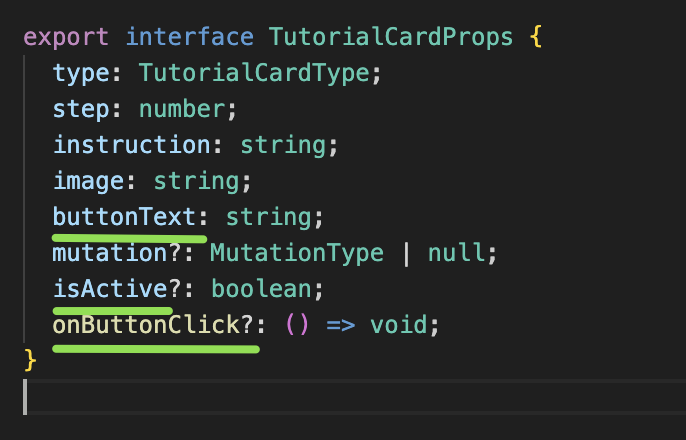 export interface TutorialCardProps {
type: TutorialCardType;
step: number;
instruction: string;
image: string;
buttonText: string;
mutation?: MutationType | null;
isActive?: boolean;
onButtonClick?: () => void;
}